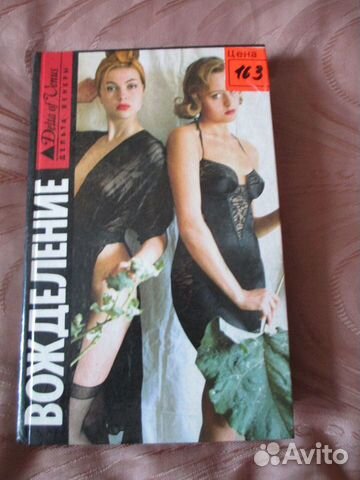 Delta of Venus
ДЕЛЬТА ВЕНЕРЫ
ВОЖДЕЛЕНИЕ
Цена
163
Avito